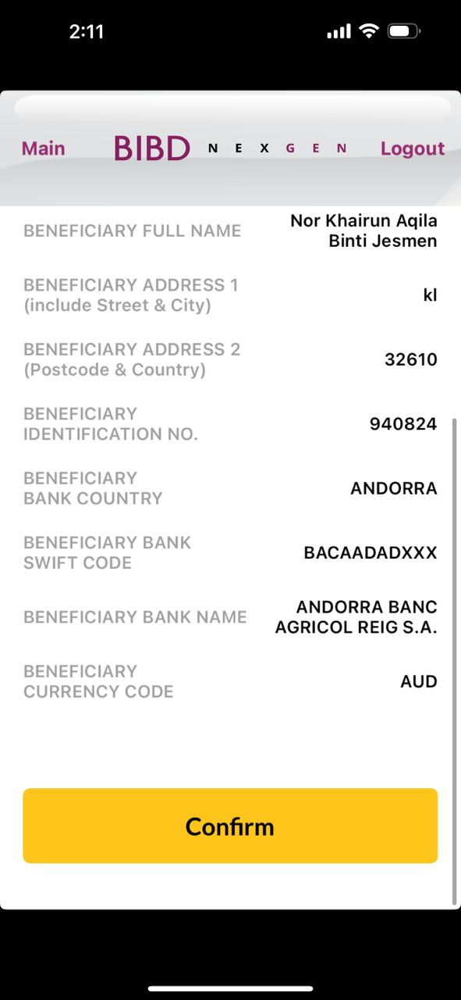 2:11
Main BIBD NEXGEN Logout
BENEFICIARY FULL NAME
Nor Khairun Aqila
Binti Jesmen
BENEFICIARY ADDRESS 1
(include Street & City)
kl
BENEFICIARY ADDRESS 2
(Postcode & Country)
32610
BENEFICIARY
IDENTIFICATION NO.
940824
BENEFICIARY
BANK COUNTRY
ANDORRA
BENEFICIARY BANK
SWIFT CODE
BACAADADXXX
BENEFICIARY BANK NAME
ANDORRA BANC
AGRICOL REIG S.A.
BENEFICIARY
CURRENCY CODE
AUD
Confirm